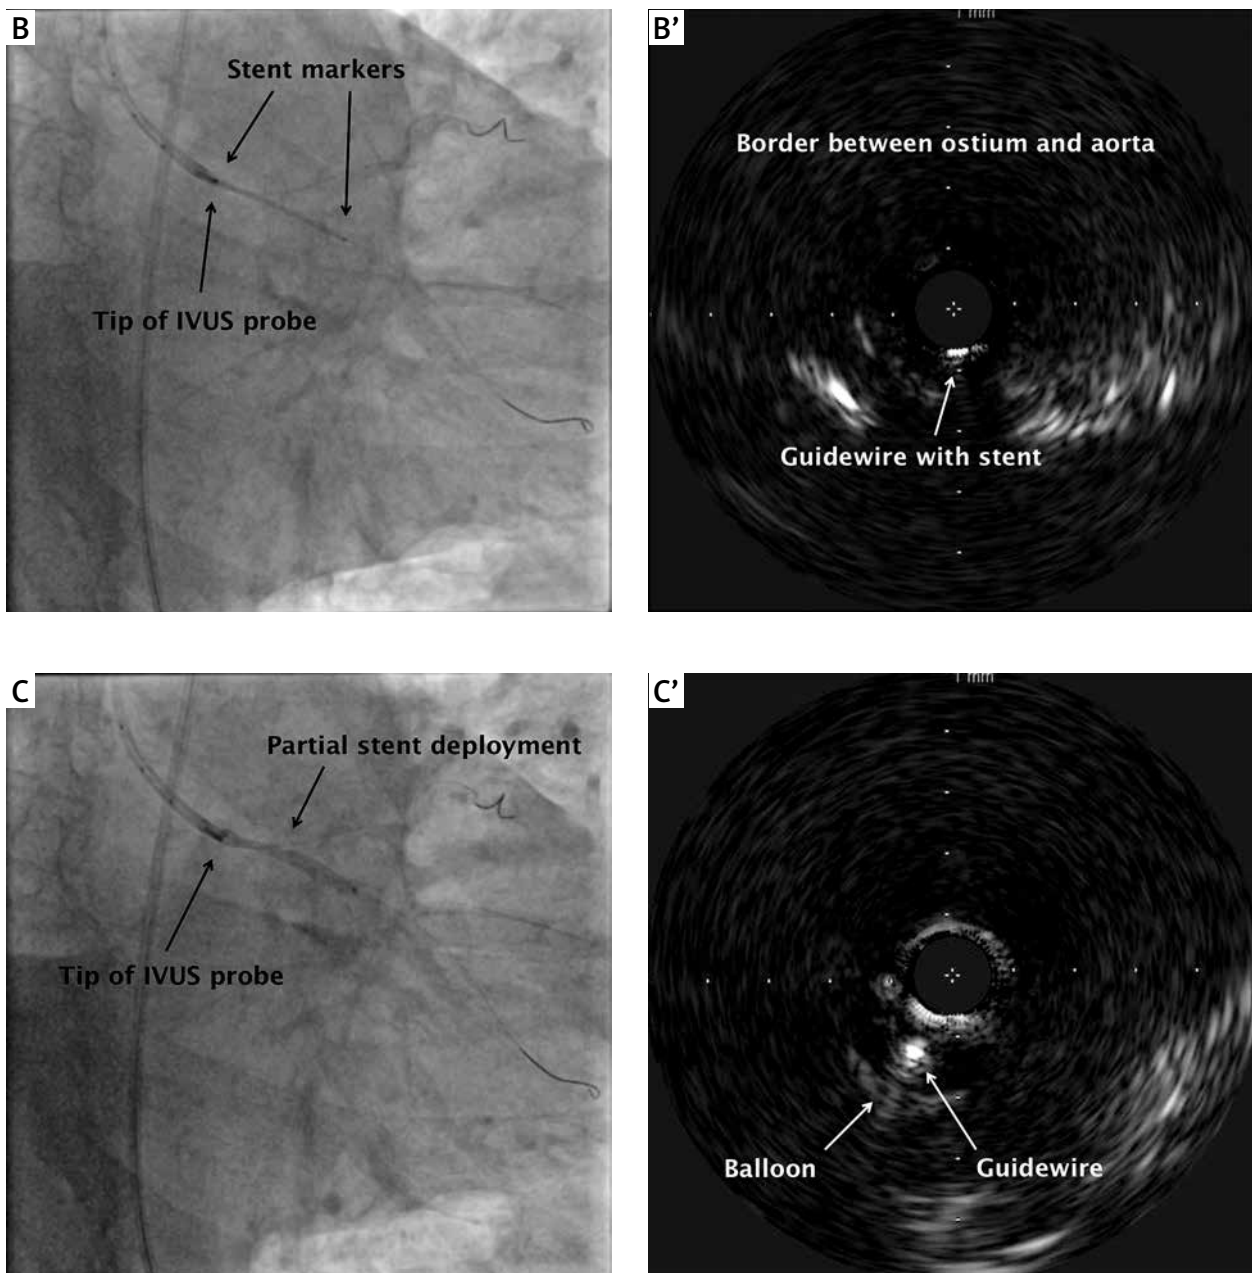 B
Stent markers
Tip of IVUS probe
B’
1 mm
Border between ostium and aorta
Guidewire with stent
C
Partial stent deployment
Tip of IVUS probe
C’
1 mm
Balloon
Guidewire